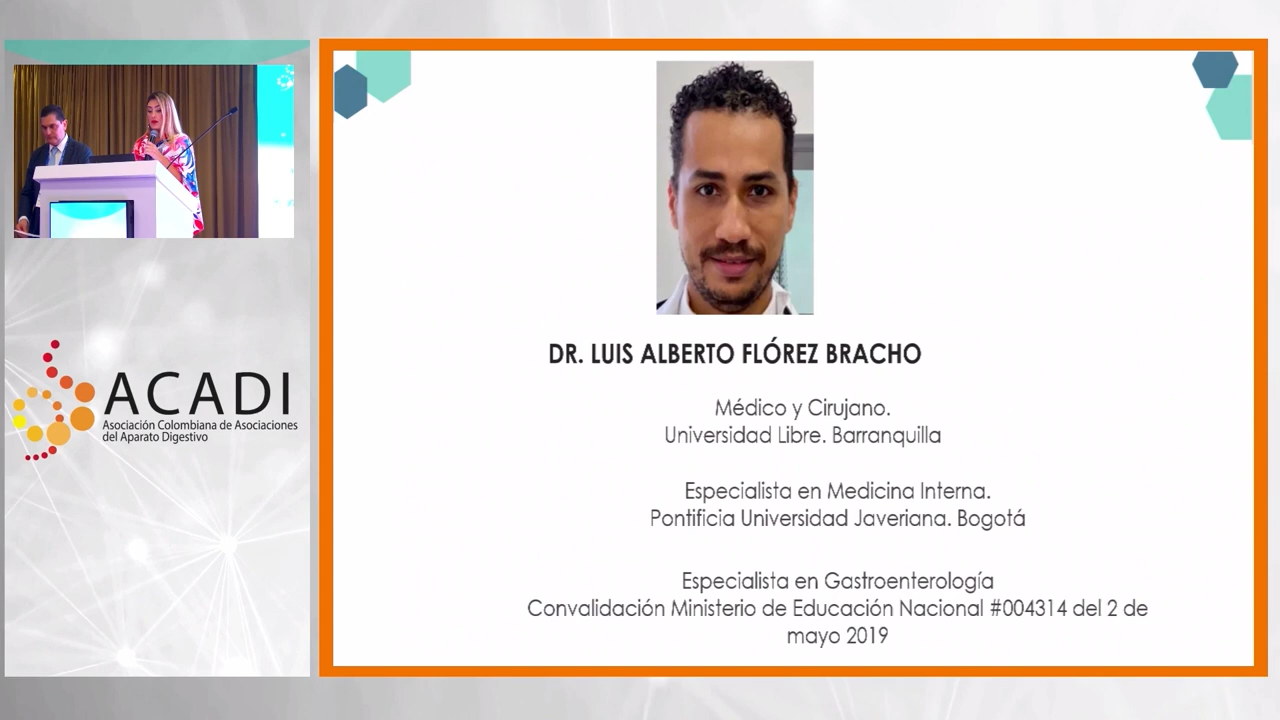 ACADI
Asociación Colombiana de Asociaciones
del Aparato Digestivo
DR. LUIS ALBERTO FLÓREZ BRACHO
Médico y Cirujano.
Universidad Libre. Barranquilla
Especialista en Medicina Interna.
Pontificia Universidad Javeriana. Bogotá
Especialista en Gastroenterología
Convalidación Ministerio de Educación Nacional #004314 del 2 de
mayo 2019